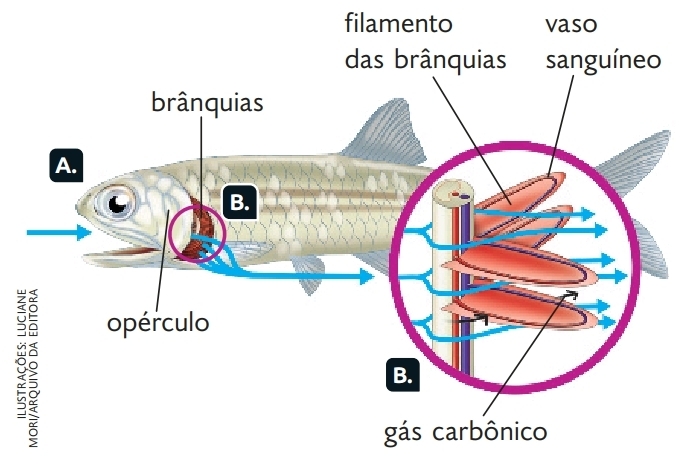 filamento
das brânquias
vaso
sanguíneo
brânquias
A.
B.
opérculo
B.
gás carbônico
ILUSTRAÇÕES: LUCIANE
MORI/ARQUIVO DA EDITORA